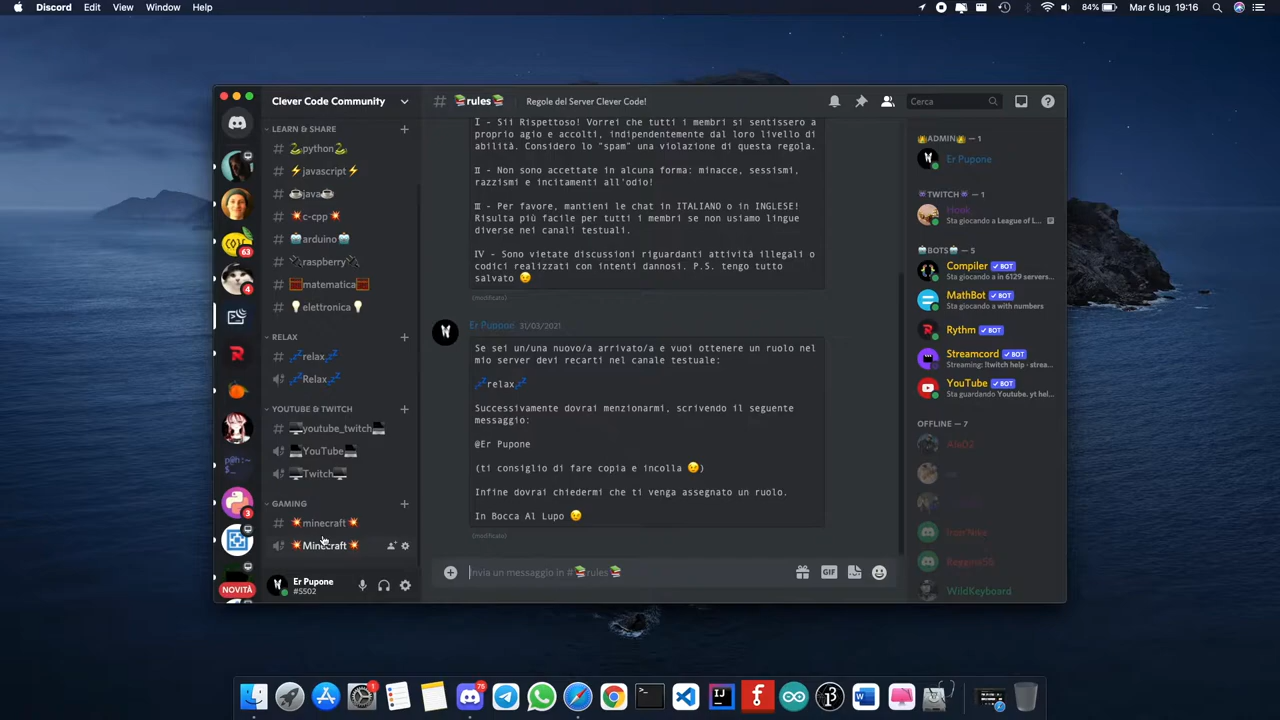 Discord Edit View Window Help
84% Mar 6 lug 19:16
Clever Code Community
# 📚rules📚 Regole del Server Clever Code!
Cerca
LEARN & SHARE
# 🐍python🐍
# ⚡javascript⚡
# ☕java☕
# 💥c-cpp💥
# 🤖arduino🤖
# 🔌raspberry🔌
# 🧮matematica🧮
# 💡elettronica💡
RELAX
# 💤relax💤
💤Relax💤
YOUTUBE & TWITCH
# 🖥youtube_twitch💻
💻YouTube💻
🖥Twitch🖥
GAMING
# 💥minecraft💥
💥Minecraft💥
63
4
3
NOVITÀ
Er Pupone
#5502
I - Sii Rispettoso! Vorrei che tutti i membri si sentissero a
proprio agio e accolti, indipendentemente dal loro livello di
abilità. Considero lo "spam" una violazione di questa regola.
II - Non sono accettate in alcuna forma: minacce, sessismi,
razzismi e incitamenti all'odio!
III - Per favore, mantieni le chat in ITALIANO o in INGLESE!
Risulta più facile per tutti i membri se non usiamo lingue
diverse nei canali testuali.
IV - Sono vietate discussioni riguardanti attività illegali o
codici realizzati con intenti dannosi. P.S. tengo tutto
salvato 😉
(modificato)
Er Pupone 31/03/2021
Se sei un/una nuovo/a arrivato/a e vuoi ottenere un ruolo nel
mio server devi recarti nel canale testuale:
💤relax💤
Successivamente dovrai menzionarmi, scrivendo il seguente
messaggio:
@Er Pupone
(ti consiglio di fare copia e incolla 😉)
Infine dovrai chiedermi che ti venga assegnato un ruolo.
In Bocca Al Lupo 😉
(modificato)
Invia un messaggio in #📚rules📚
GIF
👑ADMIN👑 — 1
Er Pupone
👾TWITCH👾 — 1
Hook
Sta giocando a League of L...
🤖BOTS🤖 — 5
Compiler ✓ BOT
Sta giocando a in 6129 servers...
MathBot ✓ BOT
Sta giocando a with numbers
Rythm ✓ BOT
Streamcord ✓ BOT
Streaming: !twitch help · strea...
YouTube ✓ BOT
Sta guardando Youtube. yt hel...
OFFLINE — 7
Ale02
WildKeyboard
1
75